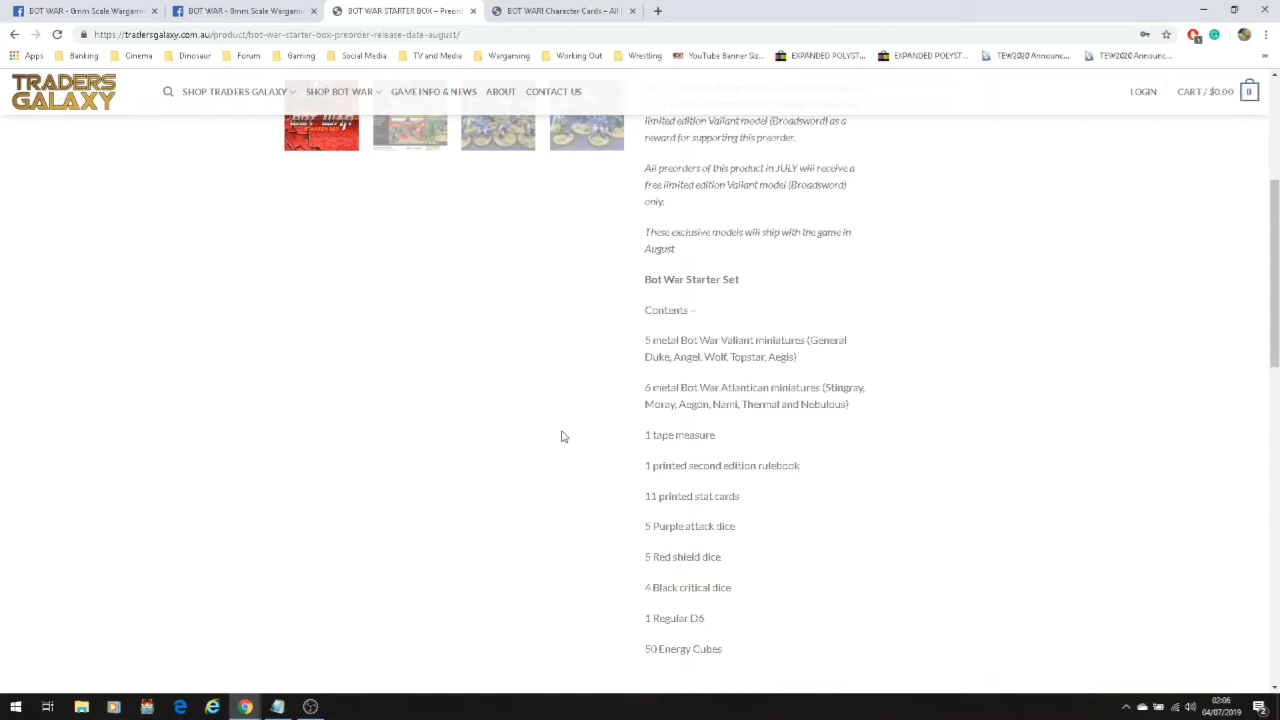 BOT WAR - 8mm Scale Wargami
BOT WAR - 8mm Scale Wargami
BOT WAR STARTER BOX – Preord
BOT WAR! Character Cards – All |
https://tradersgalaxy.com.au/product/bot-war-starter-box-preorder-release-date-august/
Apps
Banking
Cinema
Dinosaur
Forum
Gaming
Social Media
TV and Media
Wargaming
Working Out
Wrestling
YouTube Banner Siz...
EXPANDED POLYST...
EXPANDED POLYST...
TEW2020 Announc...
TEW2020 Announc...
TRADERS
GALAXY
SHOP TRADERS GALAXY
SHOP BOT WAR
GAME INFO & NEWS
ABOUT
CONTACT US
LOGIN
CART / $0.00
0
STARTER SET
limited edition Valiant model (Broadsword) as a
reward for supporting this preorder.
All preorders of this product in JULY will receive a
free limited edition Valiant model (Broadsword)
only.
These exclusive models will ship with the game in
August
Bot War Starter Set
Contents –
5 metal Bot War Valiant miniatures (General
Duke, Angel, Wolf, Topstar, Aegis)
6 metal Bot War Atlantican miniatures (Stingray,
Moray, Aegon, Nami, Thermal and Nebulous)
1 tape measure
1 printed second edition rulebook
11 printed stat cards
5 Purple attack dice
5 Red shield dice
4 Black critical dice
1 Regular D6
50 Energy Cubes
02:06
04/07/2019